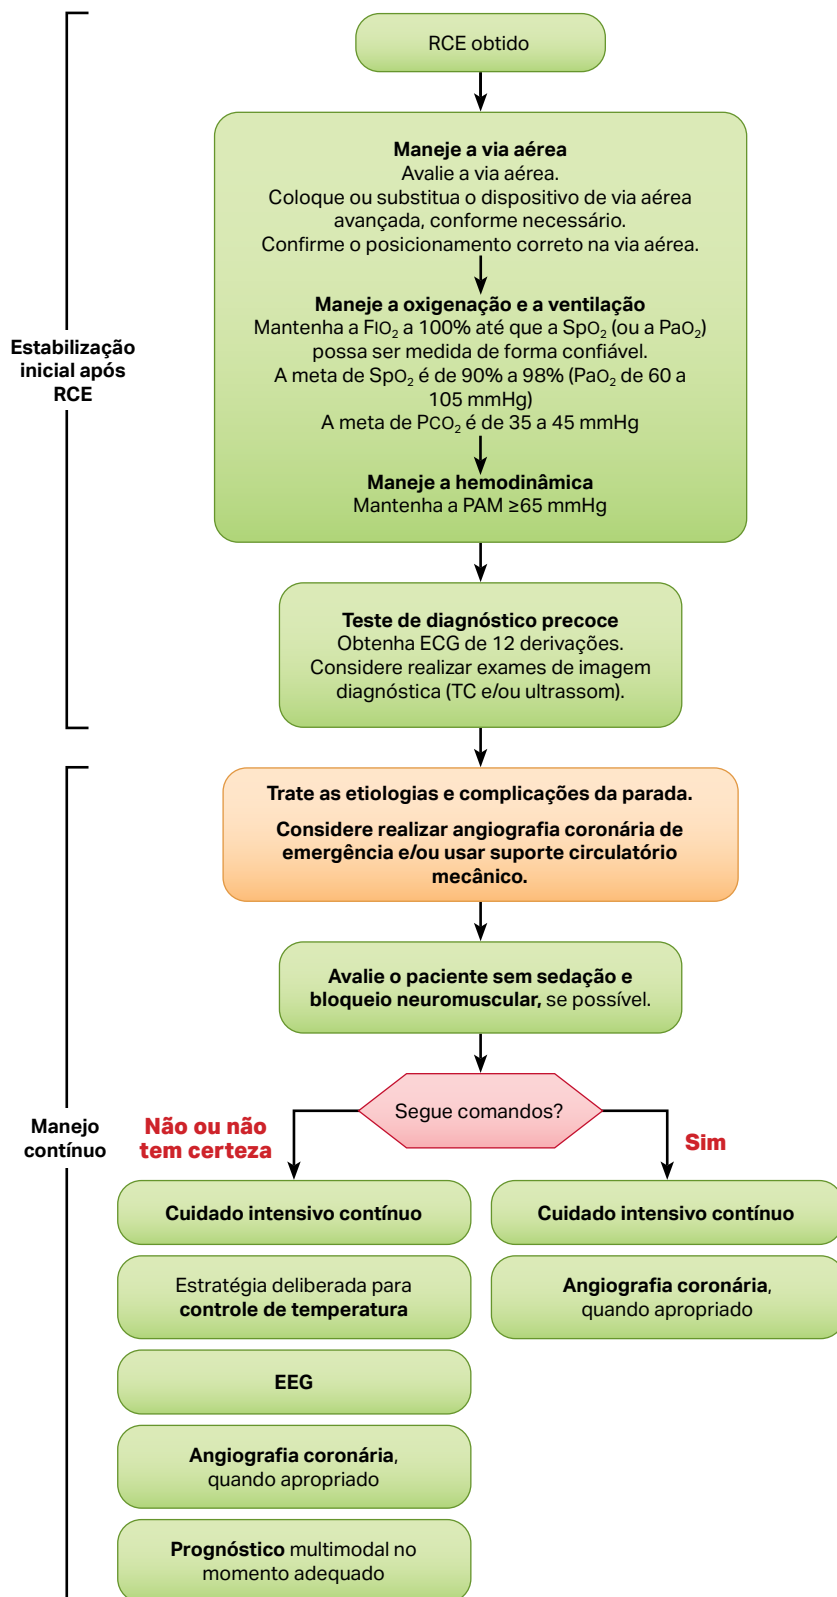 RCE obtido
Maneje a via aérea
Avalie a via aérea.
Coloque ou substitua o dispositivo de via aérea
avançada, conforme necessário.
Confirme o posicionamento correto na via aérea.
Maneje a oxigenação e a ventilação
Mantenha a FIO₂ a 100% até que a SpO₂ (ou a PaO₂)
possa ser medida de forma confiável.
A meta de SpO₂ é de 90% a 98% (PaO₂ de 60 a
105 mmHg)
A meta de PCO₂ é de 35 a 45 mmHg
Maneje a hemodinâmica
Mantenha a PAM ≥65 mmHg
Estabilização
inicial após
RCE
Teste de diagnóstico precoce
Obtenha ECG de 12 derivações.
Considere realizar exames de imagem
diagnóstica (TC e/ou ultrassom).
Trate as etiologias e complicações da parada.
Considere realizar angiografia coronária de
emergência e/ou usar suporte circulatório
mecânico.
Avalie o paciente sem sedação e
bloqueio neuromuscular, se possível.
Segue comandos?
Manejo
contínuo
Não ou não
tem certeza
Sim
Cuidado intensivo contínuo
Estratégia deliberada para
controle de temperatura
EEG
Angiografia coronária,
quando apropriado
Prognóstico multimodal no
momento adequado
Cuidado intensivo contínuo
Angiografia coronária,
quando apropriado